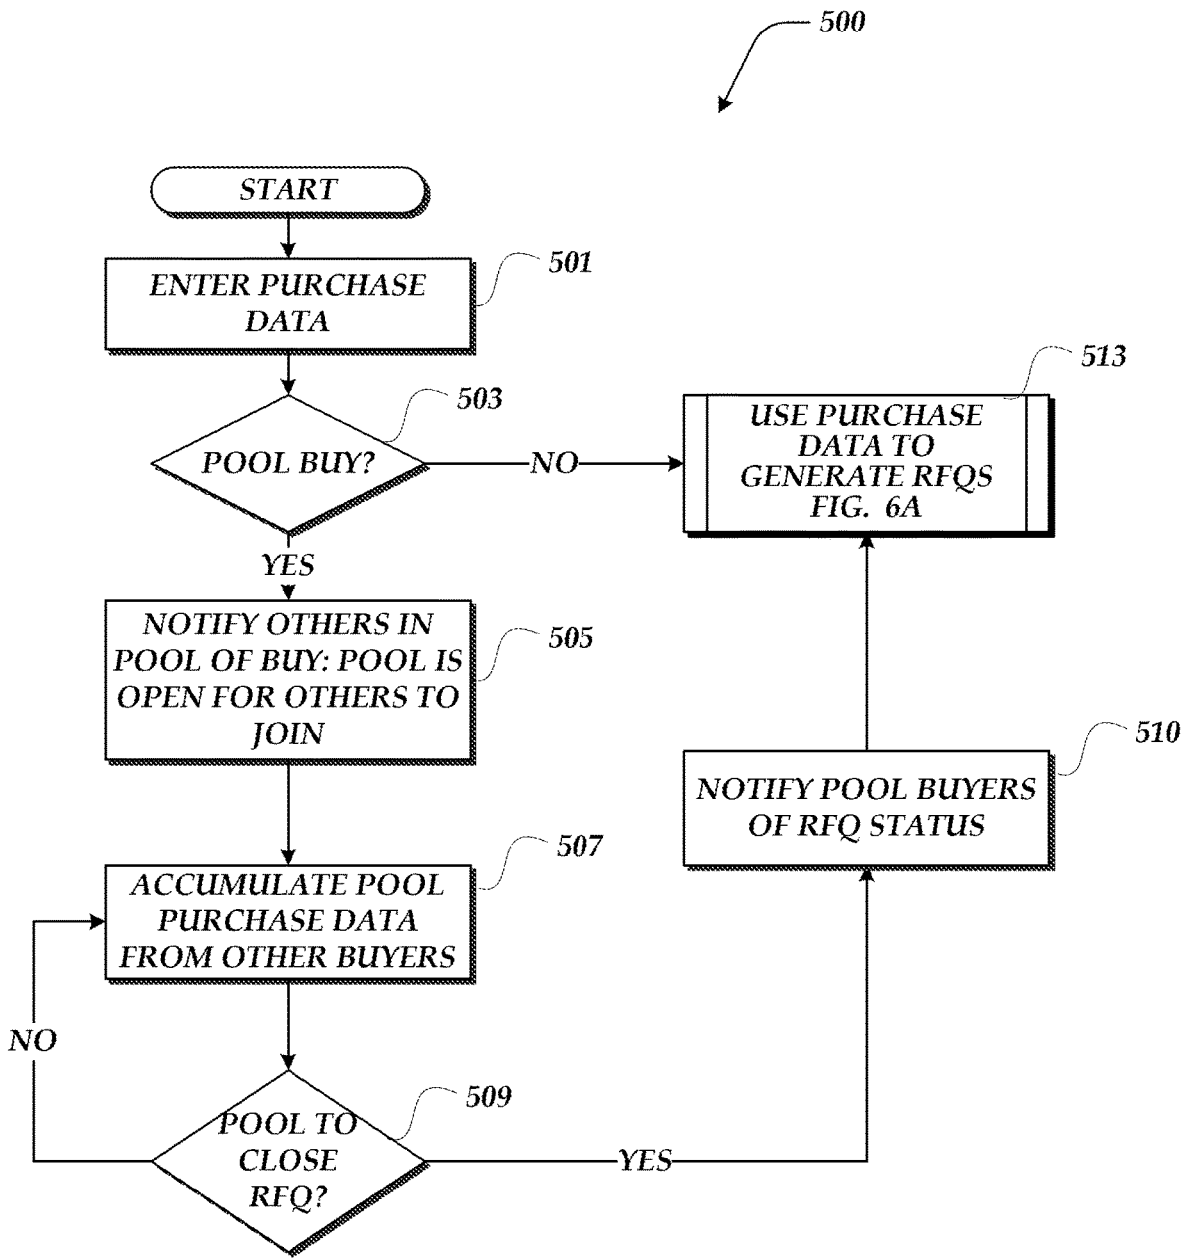 500
START
501
ENTER PURCHASE
DATA
503
POOL BUY?
NO
513
USE PURCHASE
DATA TO
GENERATE RFQS
FIG. 6A
YES
505
NOTIFY OTHERS IN
POOL OF BUY: POOL IS
OPEN FOR OTHERS TO
JOIN
510
NOTIFY POOL BUYERS
OF RFQ STATUS
507
ACCUMULATE POOL
PURCHASE DATA
FROM OTHER BUYERS
NO
509
POOL TO
CLOSE
RFQ?
YES